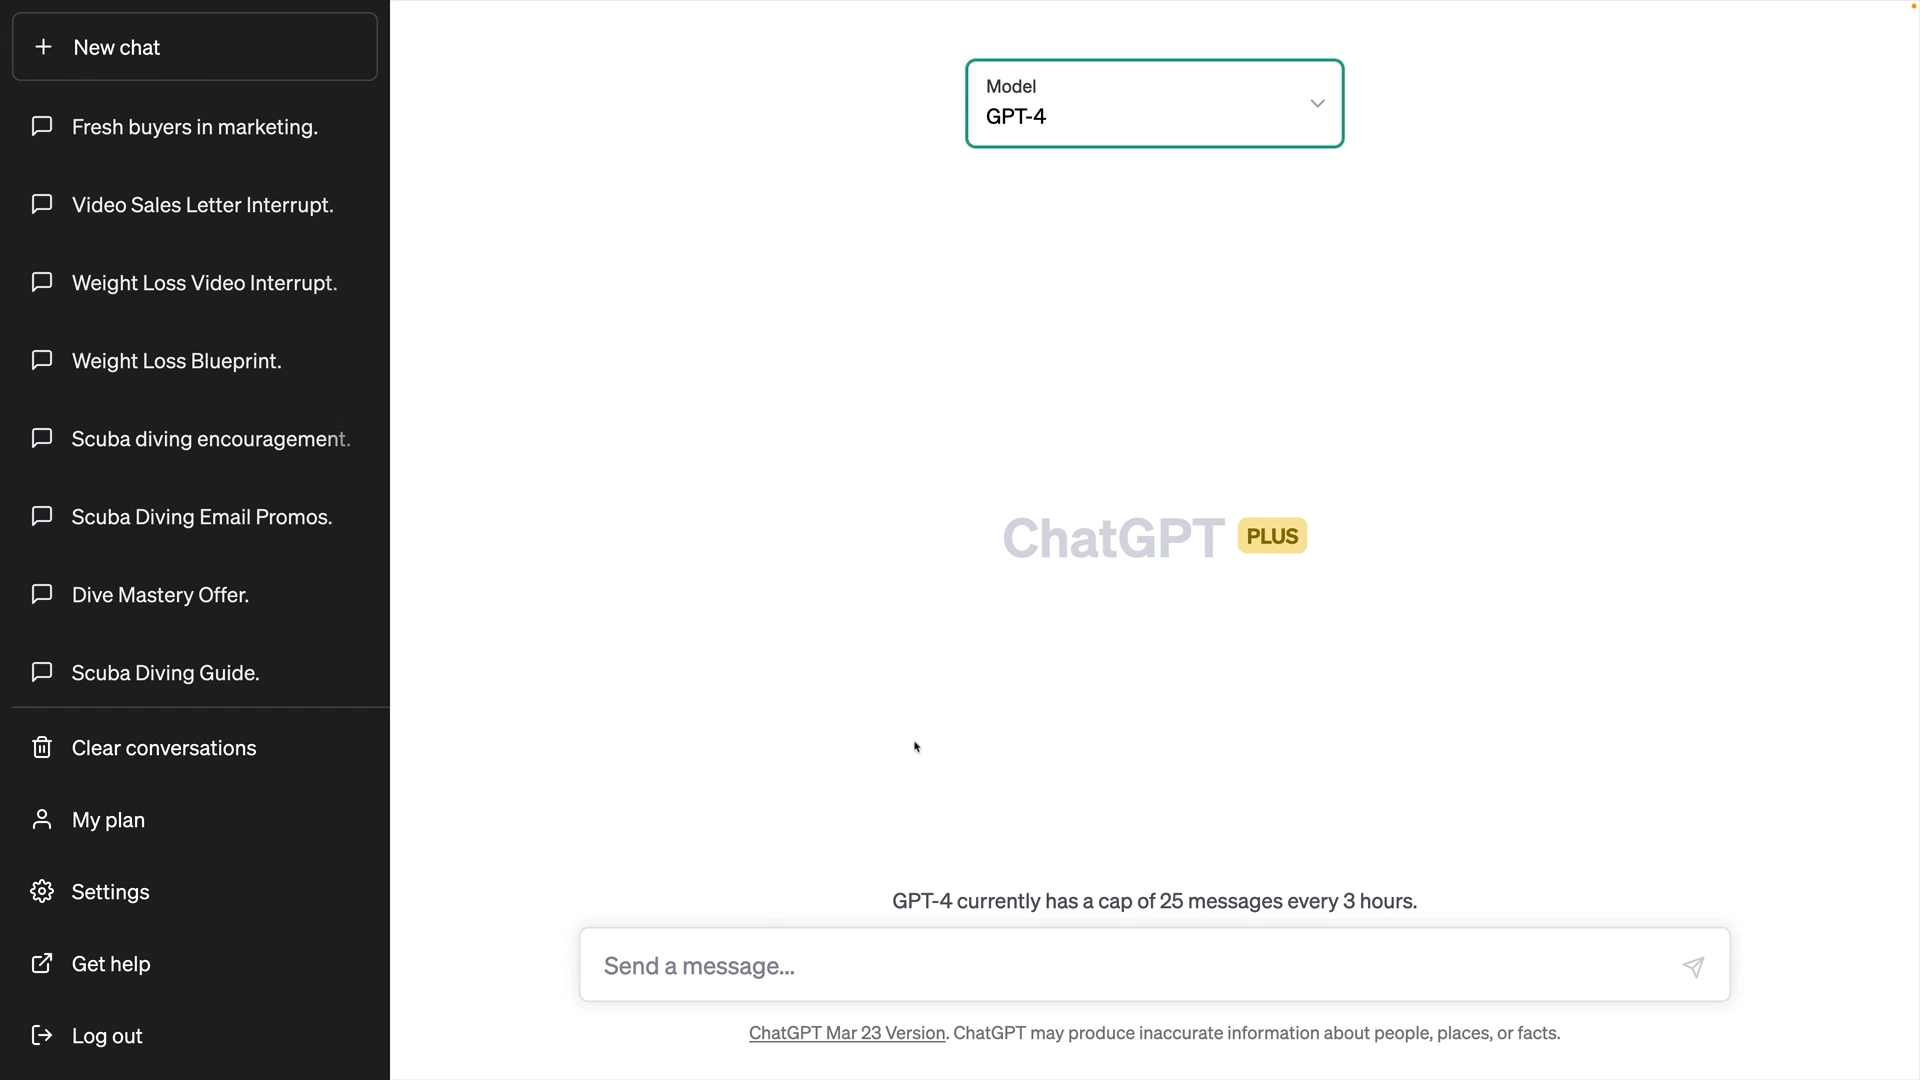 New chat
Fresh buyers in marketing.
Video Sales Letter Interrupt.
Weight Loss Video Interrupt.
Weight Loss Blueprint.
Scuba diving encouragement.
Scuba Diving Email Promos.
Dive Mastery Offer.
Scuba Diving Guide.
Clear conversations
My plan
Settings
Get help
Log out
Model
GPT-4
ChatGPT PLUS
GPT-4 currently has a cap of 25 messages every 3 hours.
Send a message...
ChatGPT Mar 23 Version. ChatGPT may produce inaccurate information about people, places, or facts.